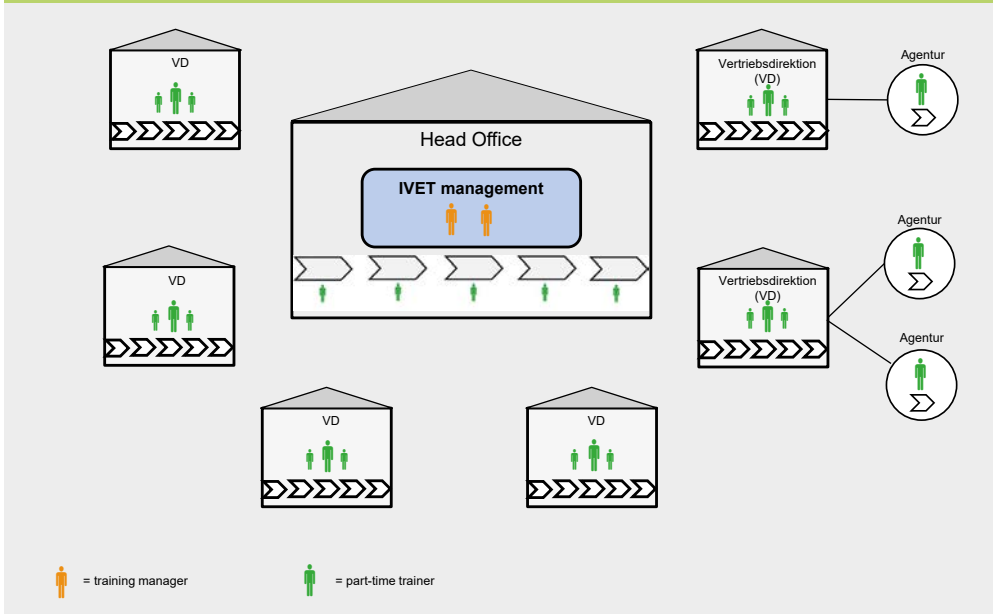 VD
Vertriebsdirektion
(VD)
Agentur
Head Office
IVET management
VD
Vertriebsdirektion
(VD)
Agentur
Agentur
VD
VD
= training manager
= part-time trainer